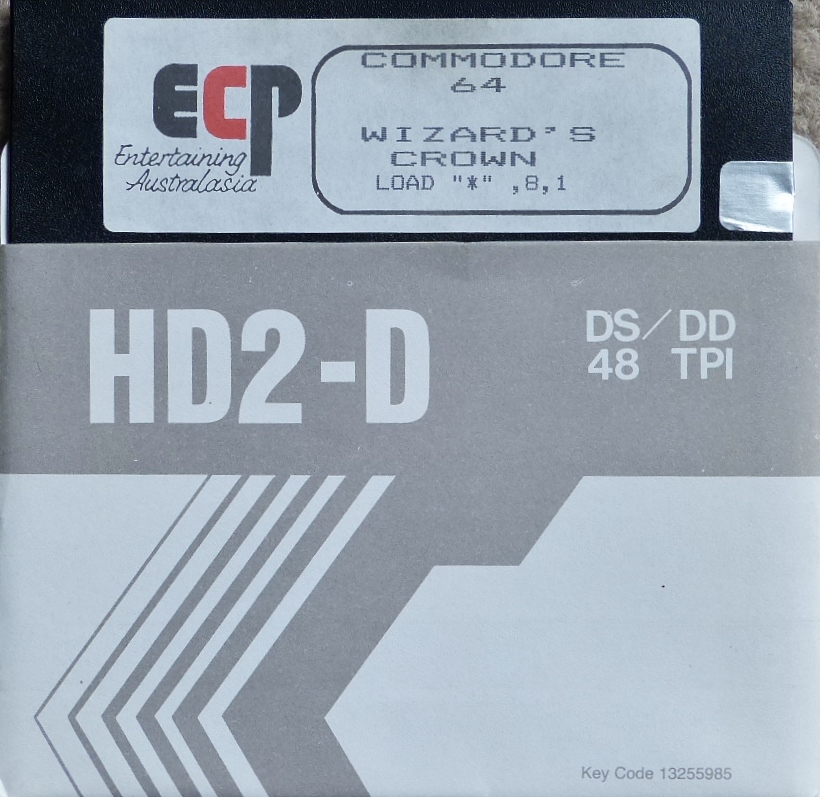 ECP
Entertaining
Australasia
COMMODORE
64
WIZARD'S
CROWN
LOAD "*" ,8,1
HD2-D
DS/DD
48 TPI
Key Code 13255985